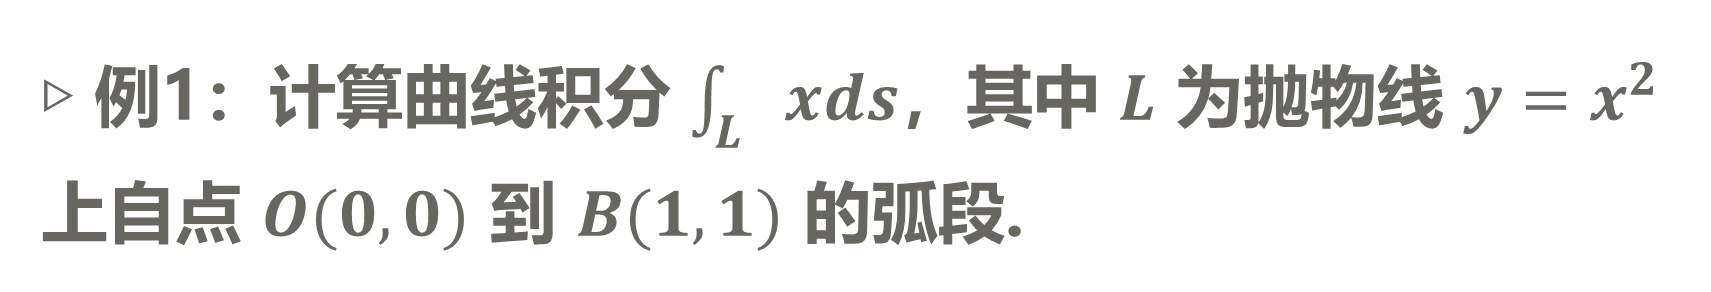 ▷ 例1：计算曲线积分 ∫_L xds，其中 L 为抛物线 y = x²
上自点 O(0,0) 到 B(1,1) 的弧段.